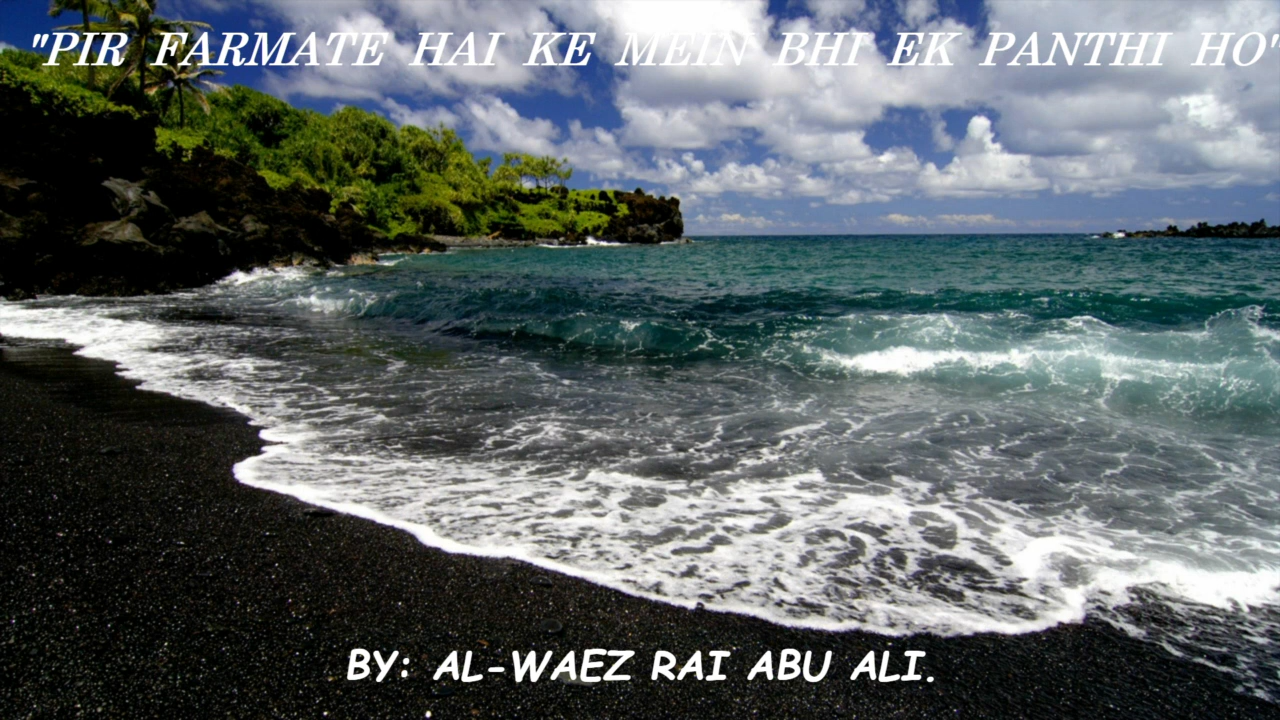 "PIR FARMATE HAI KE MEIN BHI EK PANTHI HO"
BY: AL-WAEZ RAI ABU ALI.